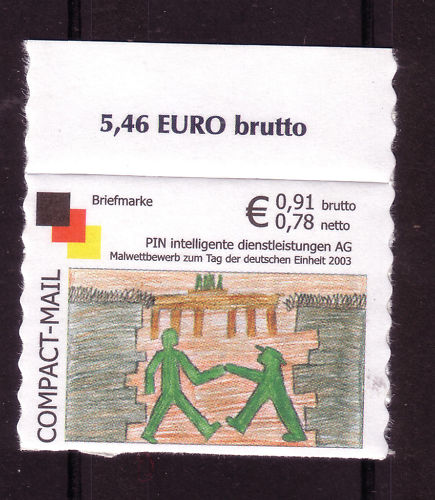 5,46 EURO brutto
Briefmarke
€ 0,91 brutto
0,78 netto
PIN intelligente dienstleistungen AG
Malwettbewerb zum Tag der deutschen Einheit 2003
COMPACT-MAIL